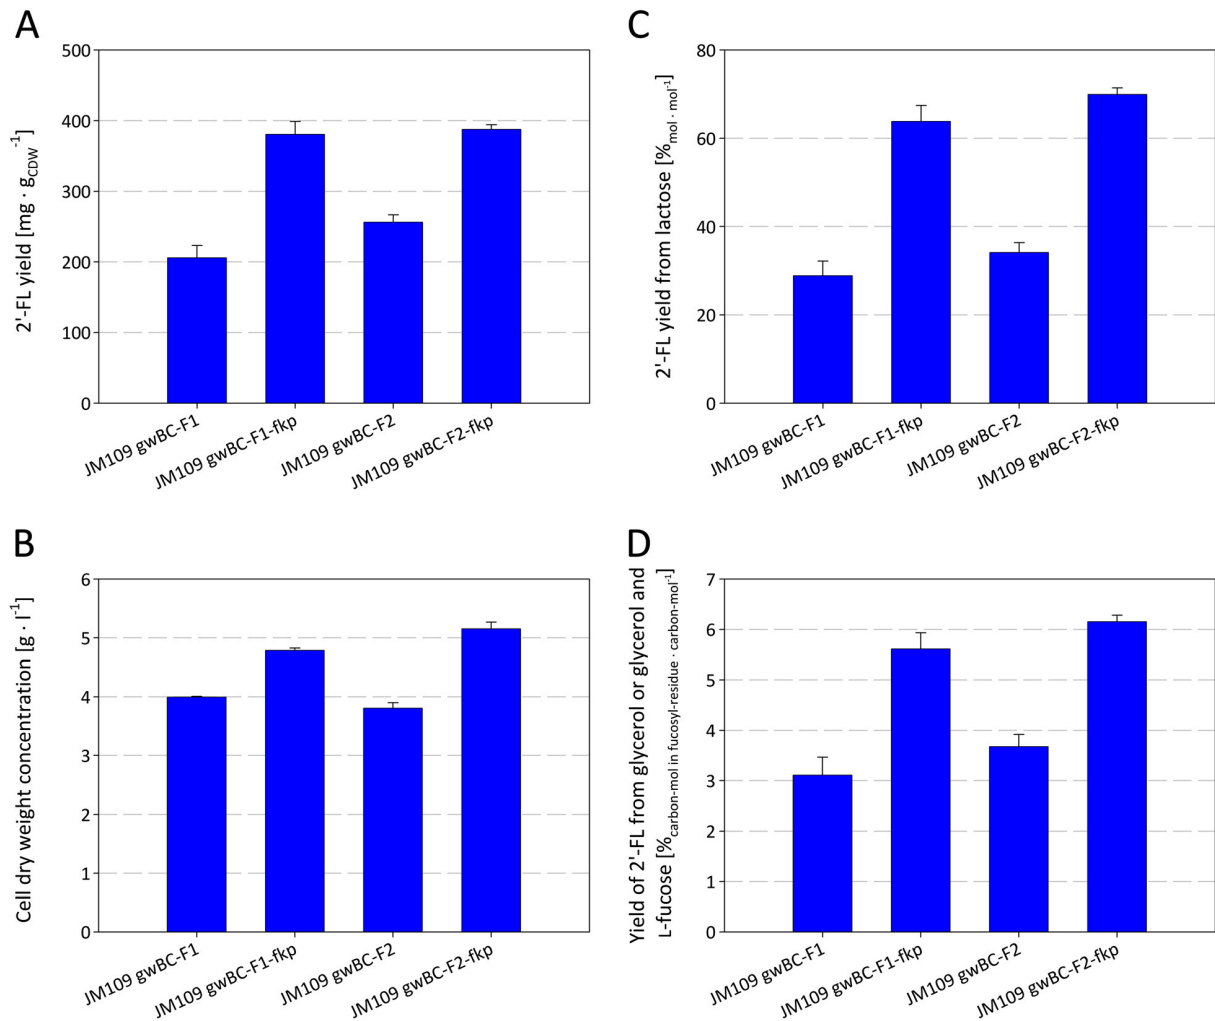 A
2'-FL yield [mg · gCDW-1]
500
400
300
200
100
0
JM109 gwBC-F1
JM109 gwBC-F1-fkp
JM109 gwBC-F2
JM109 gwBC-F2-fkp
C
2'-FL yield from lactose [%mol · mol-1]
80
60
40
20
0
JM109 gwBC-F1
JM109 gwBC-F1-fkp
JM109 gwBC-F2
JM109 gwBC-F2-fkp
B
Cell dry weight concentration [g · l-1]
6
5
4
3
2
1
0
JM109 gwBC-F1
JM109 gwBC-F1-fkp
JM109 gwBC-F2
JM109 gwBC-F2-fkp
D
Yield of 2'-FL from glycerol or glycerol and
L-fucose [%carbon-mol in fucosyl-residue · carbon-mol-1]
7
6
5
4
3
2
1
0
JM109 gwBC-F1
JM109 gwBC-F1-fkp
JM109 gwBC-F2
JM109 gwBC-F2-fkp